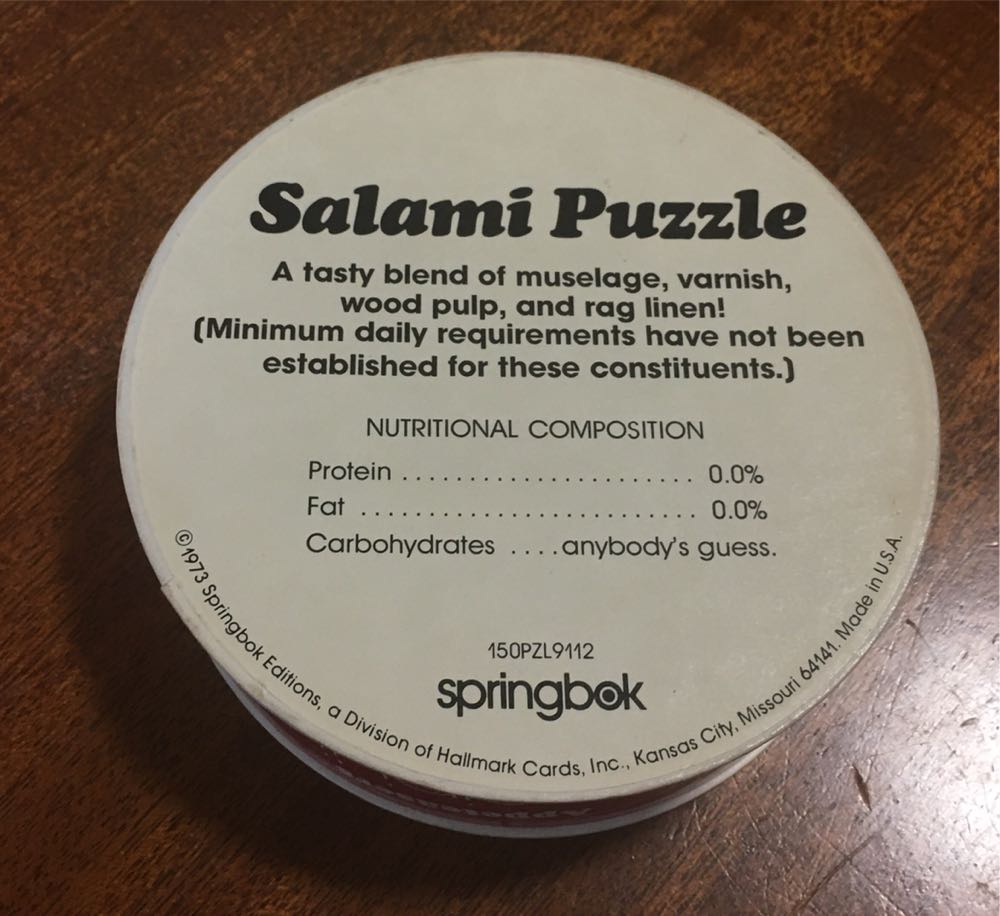 Salami Puzzle
A tasty blend of muselage, varnish,
wood pulp, and rag linen!
(Minimum daily requirements have not been
established for these constituents.)
NUTRITIONAL COMPOSITION
Protein ...................... 0.0%
Fat ......................... 0.0%
Carbohydrates ....anybody's guess.
150PZL9112
springbok
©1973 Springbok Editions, a Division of Hallmark Cards, Inc., Kansas City, Missouri 64141. Made in U.S.A.